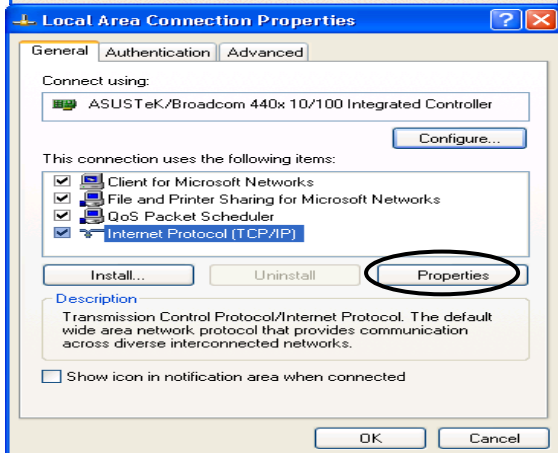 Local Area Connection Properties
General Authentication Advanced
Connect using:
ASUSTeK/Broadcom 440x 10/100 Integrated Controller
Configure...
This connection uses the following items:
Client for Microsoft Networks
File and Printer Sharing for Microsoft Networks
QoS Packet Scheduler
Internet Protocol (TCP/IP)
Install... Uninstall Properties
Description
Transmission Control Protocol/Internet Protocol. The default
wide area network protocol that provides communication
across diverse interconnected networks.
Show icon in notification area when connected
OK Cancel